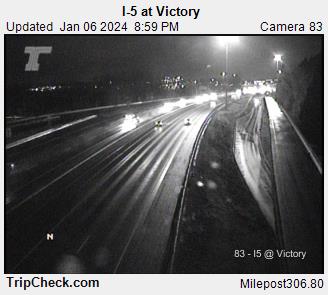 I-5 at Victory
Updated Jan 06 2024 8:59 PM Camera 83
T
N
83 - I5 @ Victory
TripCheck.com Milepost306.80